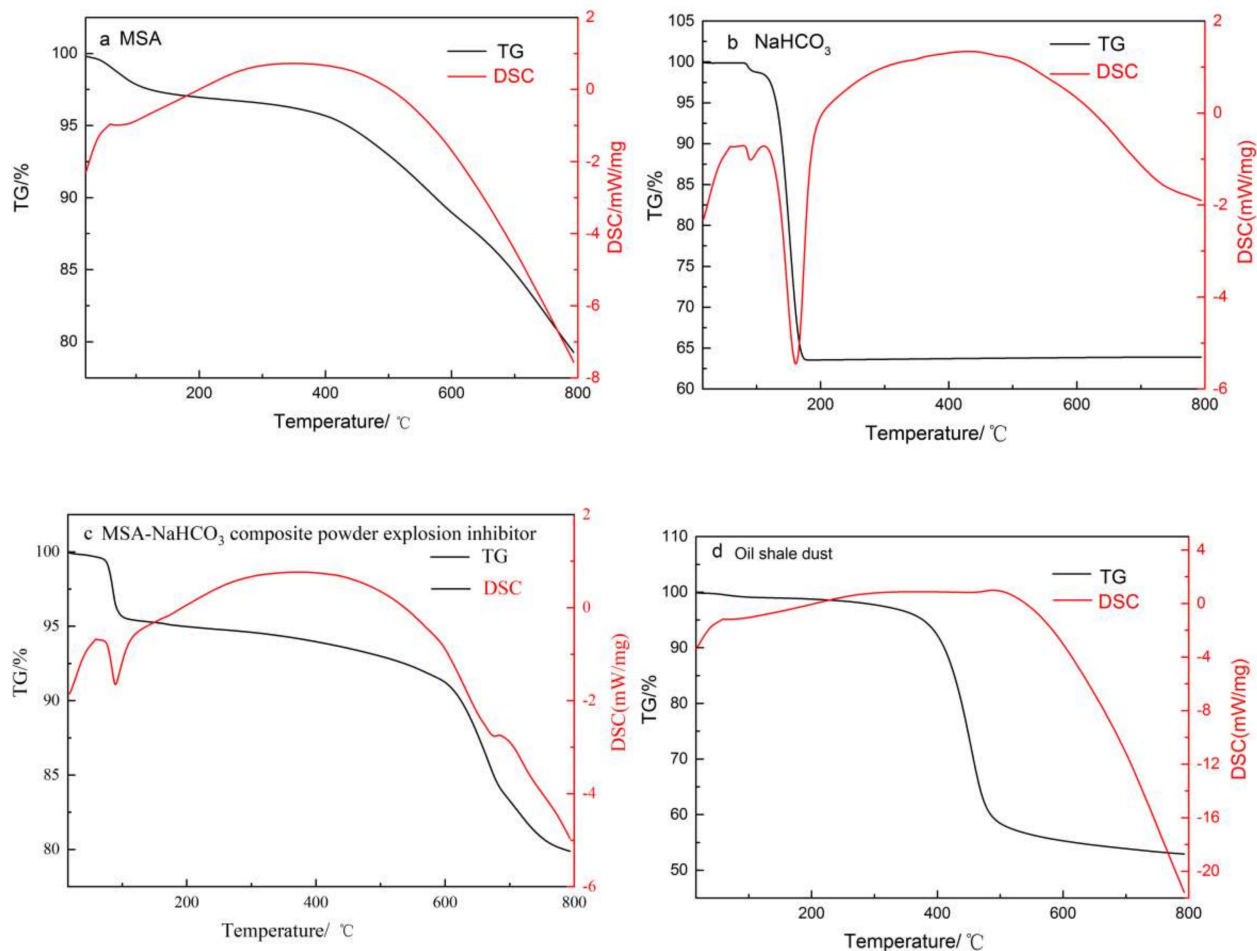 a MSA
TG
DSC
100
95
90
85
80
TG/%
2
0
-2
-4
-6
-8
DSC/mW/mg
200
400
600
800
Temperature/ ℃
b NaHCO₃
TG
DSC
105
100
95
90
85
80
75
70
65
60
TG/%
2
0
-2
-4
-6
DSC(mW/mg)
200
400
600
800
Temperature/ ℃
c MSA-NaHCO₃ composite powder explosion inhibitor
TG
DSC
100
95
90
85
80
TG/%
2
1
0
-1
-2
-4
-6
DSC(mW/mg)
200
400
600
800
Temperature/ ℃
d Oil shale dust
TG
DSC
110
100
90
80
70
60
50
TG/%
4
0
-4
-8
-12
-16
-20
DSC(mW/mg)
200
400
600
800
Temperature/ ℃